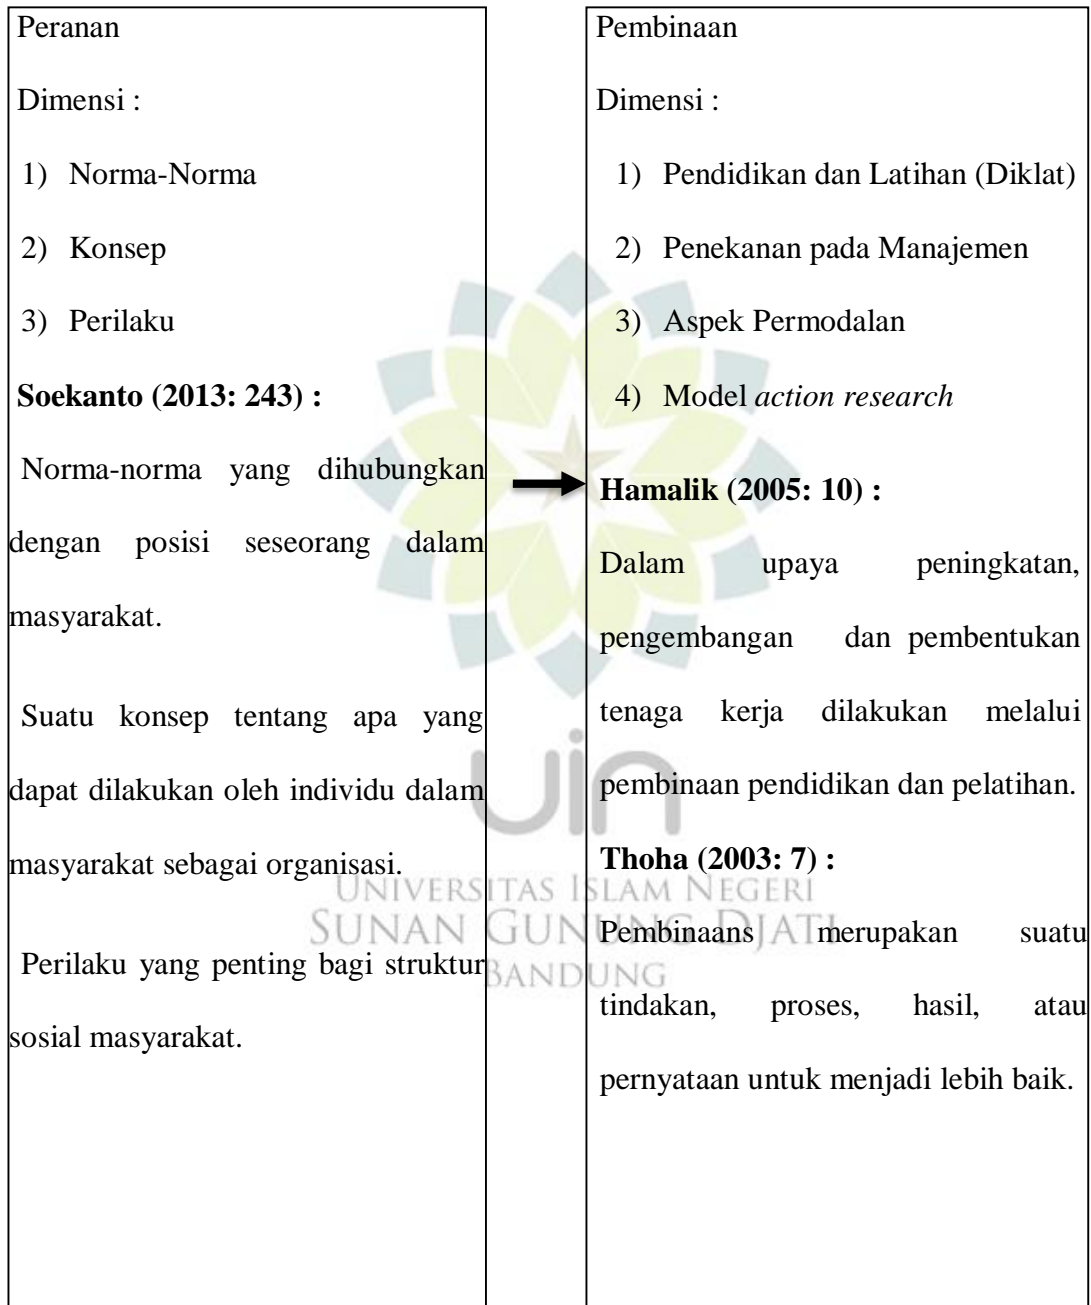 Peranan
Dimensi :
1) Norma-Norma
2) Konsep
3) Perilaku
Soekanto (2013: 243) :
Norma-norma yang dihubungkan
dengan posisi seseorang dalam
masyarakat.
Suatu konsep tentang apa yang
dapat dilakukan oleh individu dalam
masyarakat sebagai organisasi.
Perilaku yang penting bagi struktur
sosial masyarakat.
Pembinaan
Dimensi :
1) Pendidikan dan Latihan (Diklat)
2) Penekanan pada Manajemen
3) Aspek Permodalan
4) Model action research
Hamalik (2005: 10) :
Dalam upaya peningkatan,
pengembangan dan pembentukan
tenaga kerja dilakukan melalui
pembinaan pendidikan dan pelatihan.
Thoha (2003: 7) :
Pembinaans merupakan suatu
tindakan, proses, hasil, atau
pernyataan untuk menjadi lebih baik.
uin
UNIVERSITAS ISLAM NEGERI
SUNAN GUNUNG DJATI
BANDUNG